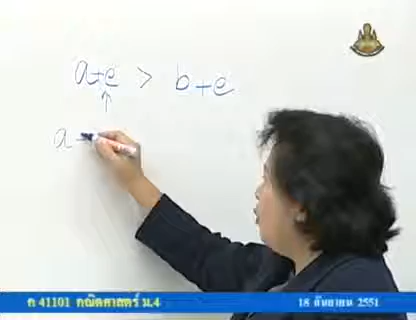 a+e > b+e
↑
a -
ค 41101 คณิตศาสตร์ ม.4 18 กันยายน 2551